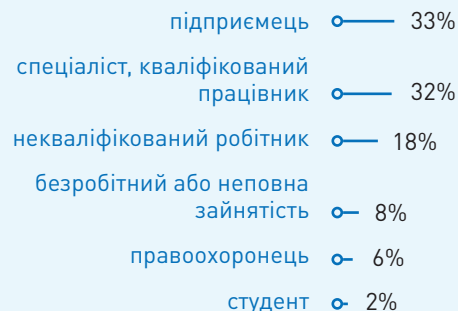 підприємець 33%
спеціаліст, кваліфікований
працівник 32%
некваліфікований робітник 18%
безробітний або неповна
зайнятість 8%
правоохоронець 6%
студент 2%